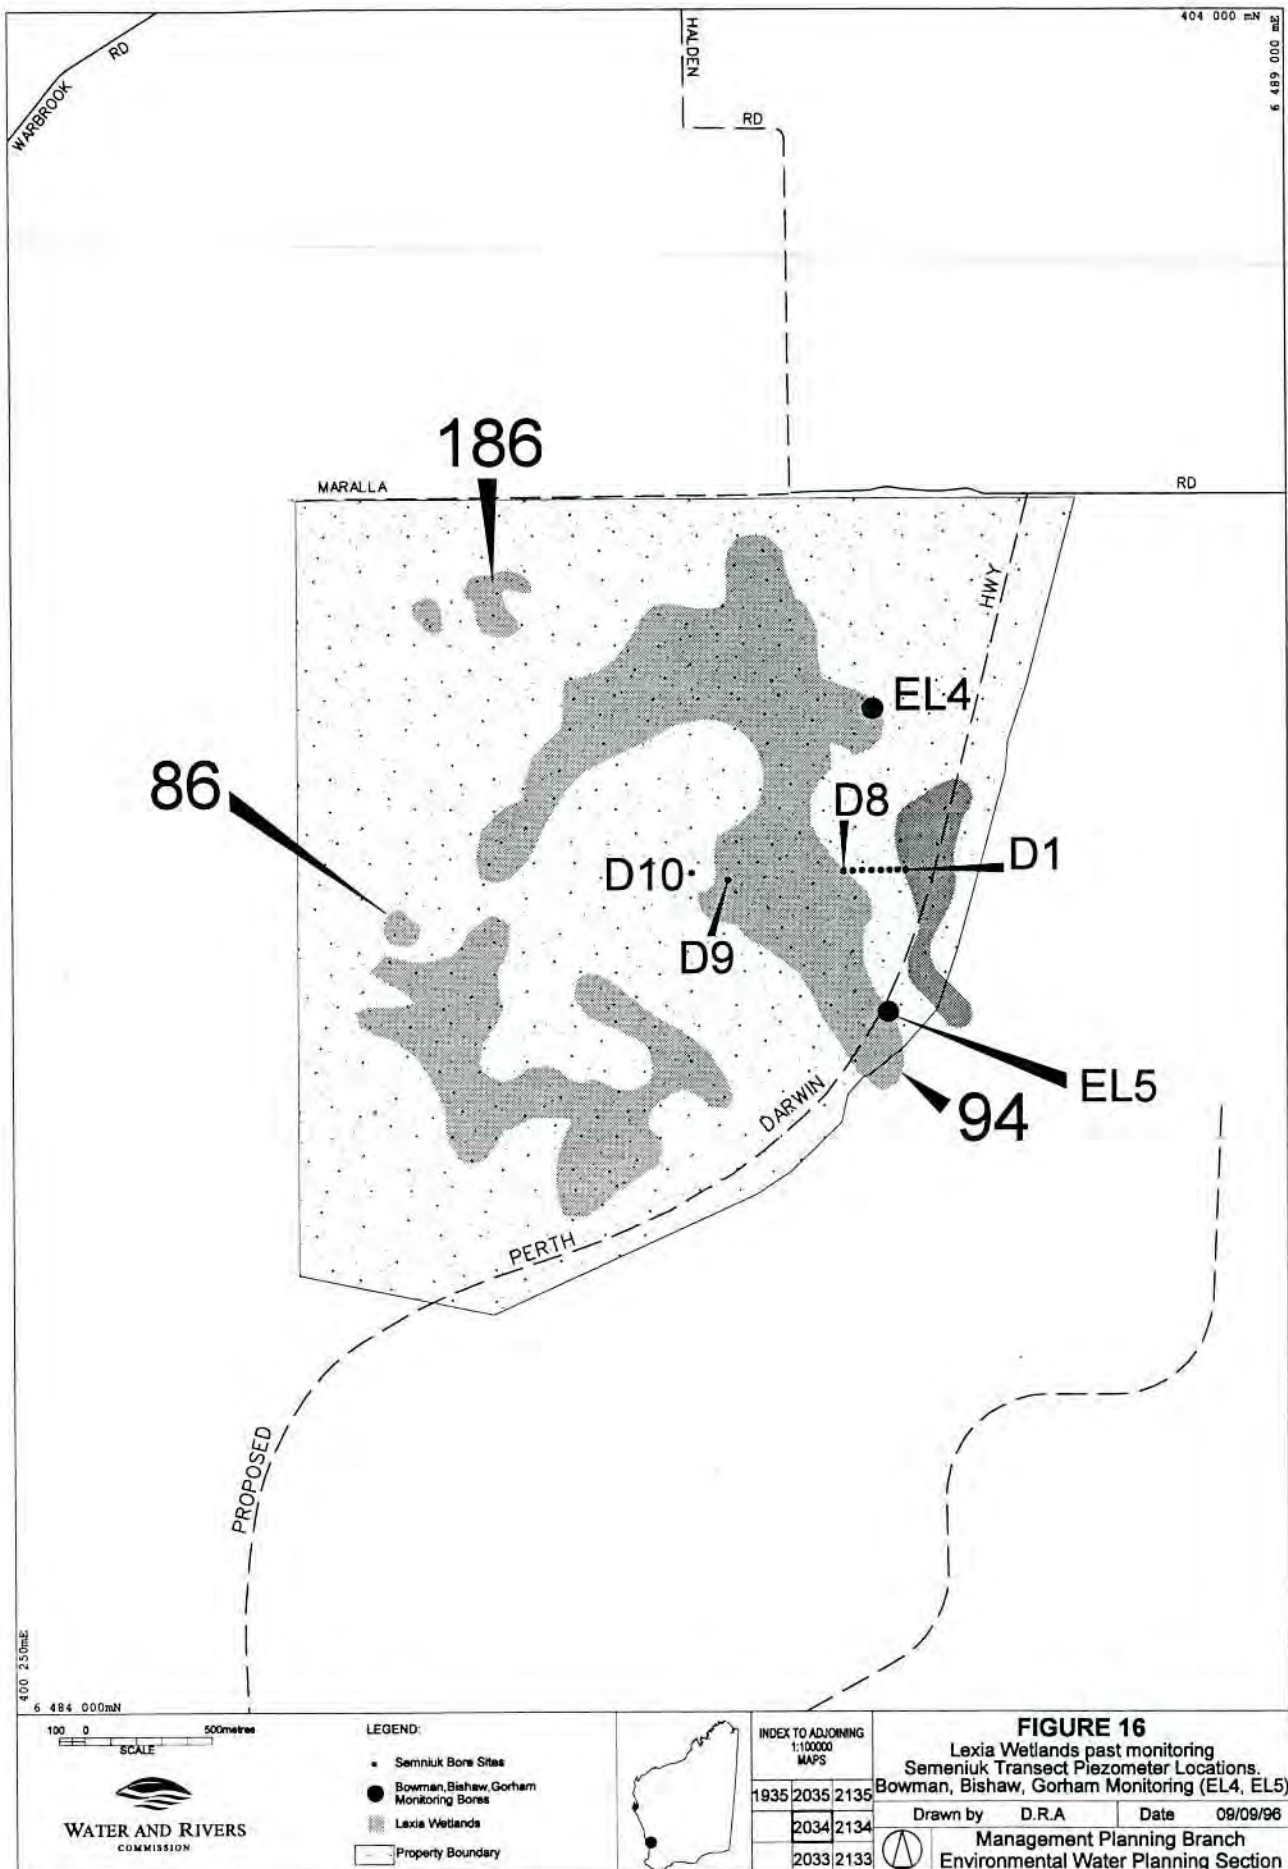 404 000 mN
6 489 000 mE
WARBROOK RD
HALDEN
RD
186
MARALLA
RD
HWY
EL4
86
D8
D1
D10
D9
EL5
94
DARWIN
PERTH
PROPOSED
400 250mE
6 484 000mN
100 0 500metres
SCALE
WATER AND RIVERS
COMMISSION
LEGEND:
Semniuk Bore Sites
Bowman,Bishaw,Gorham
Monitoring Bores
Lexia Wetlands
Property Boundary
INDEX TO ADJOINING
1:100000
MAPS
1935 2035 2135
2034 2134
2033 2133
FIGURE 16
Lexia Wetlands past monitoring
Semeniuk Transect Piezometer Locations.
Bowman, Bishaw, Gorham Monitoring (EL4, EL5)
Drawn by D.R.A Date 09/09/96
Management Planning Branch
Environmental Water Planning Section